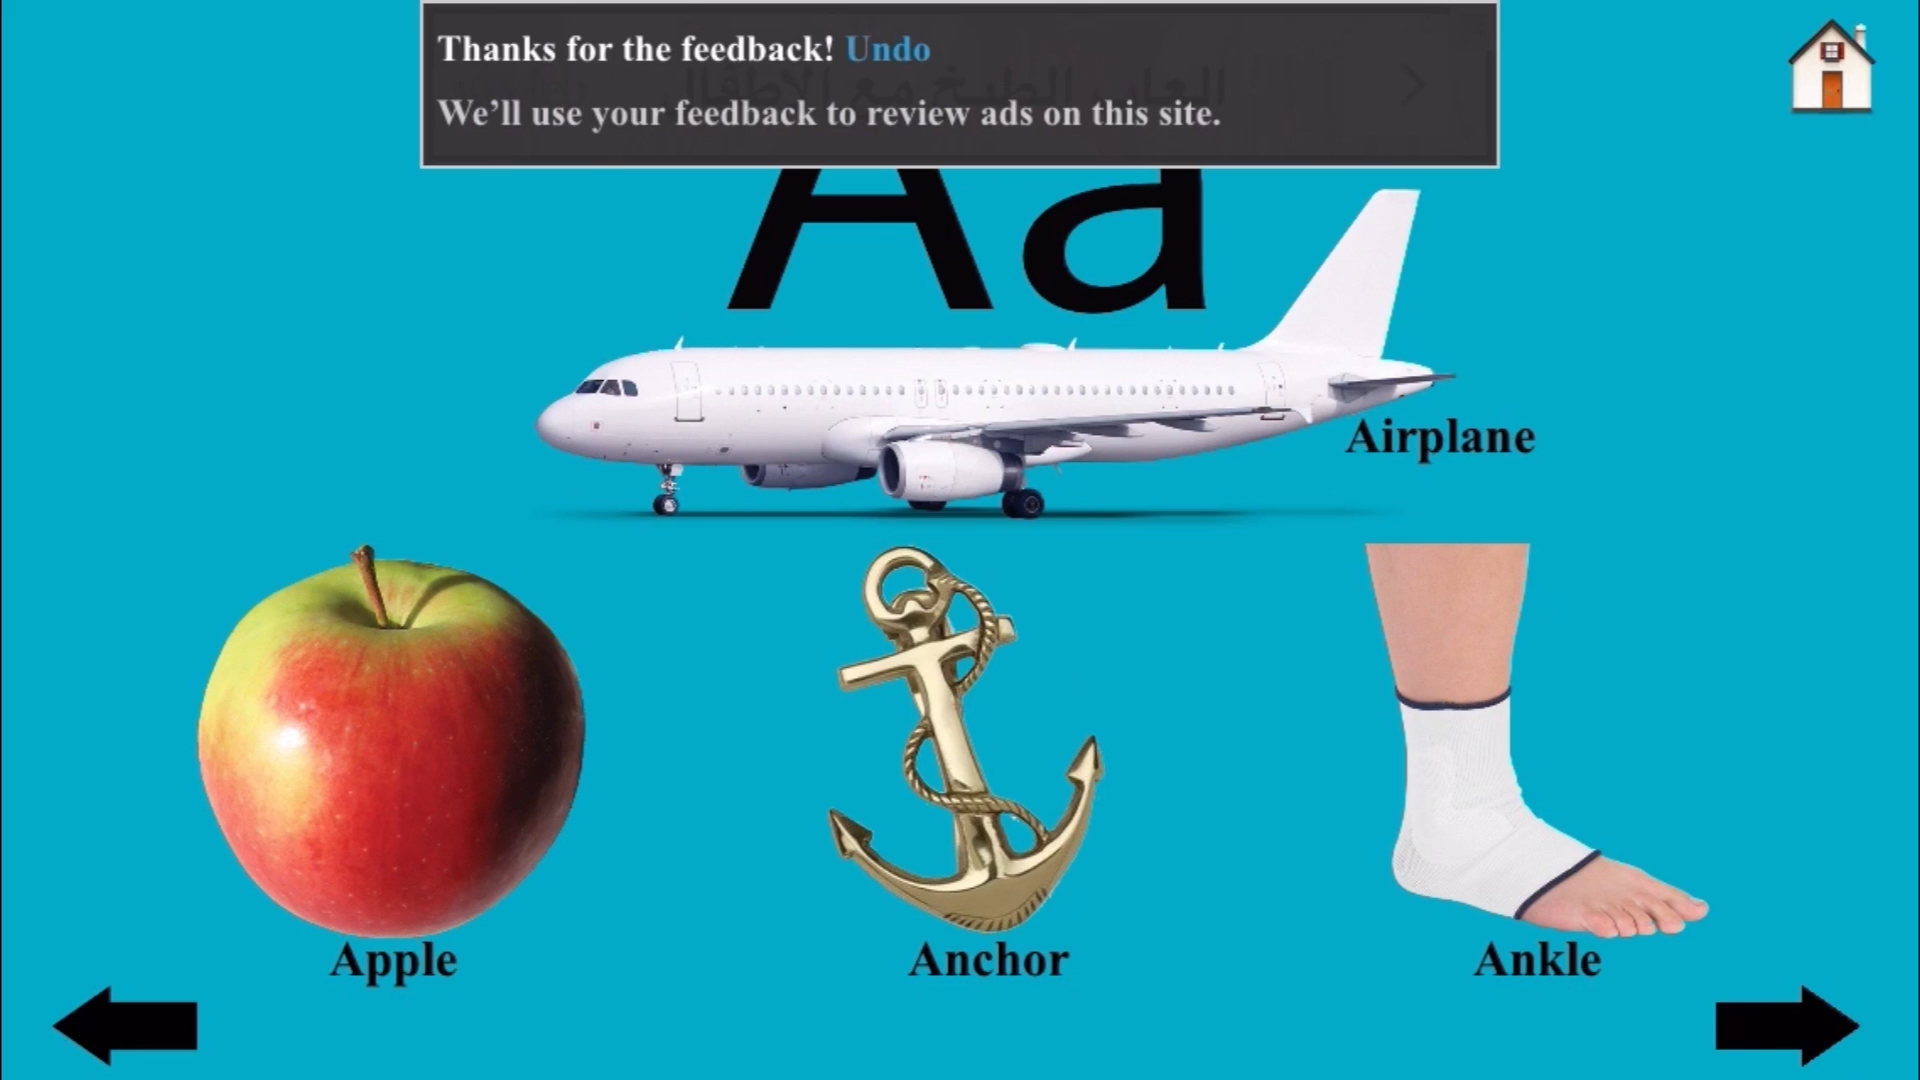 Thanks for the feedback! Undo
We’ll use your feedback to review ads on this site.
Aa
Airplane
Apple
Anchor
Ankle